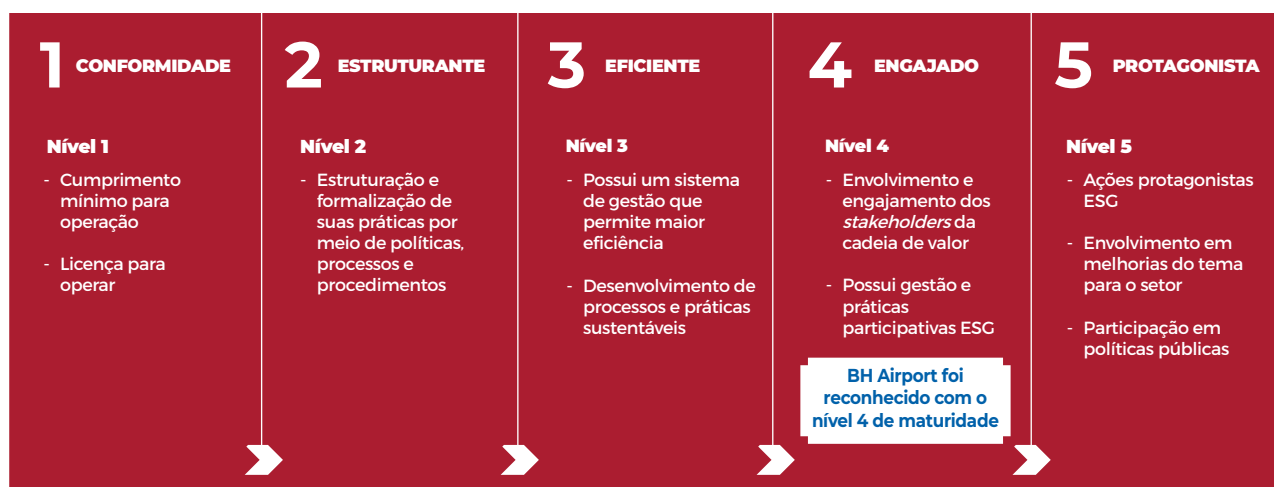 1 CONFORMIDADE
Nível 1
- Cumprimento
mínimo para
operação
- Licença para
operar
2 ESTRUTURANTE
Nível 2
- Estruturação e
formalização de
suas práticas por
meio de políticas,
processos e
procedimentos
3 EFICIENTE
Nível 3
- Possui um sistema
de gestão que
permite maior
eficiência
- Desenvolvimento de
processos e práticas
sustentáveis
4 ENGAJADO
Nível 4
- Envolvimento e
engajamento dos
stakeholders da
cadeia de valor
- Possui gestão e
práticas
participativas ESG
BH Airport foi
reconhecido com o
nível 4 de maturidade
5 PROTAGONISTA
Nível 5
- Ações protagonistas
ESG
- Envolvimento em
melhorias do tema
para o setor
- Participação em
políticas públicas